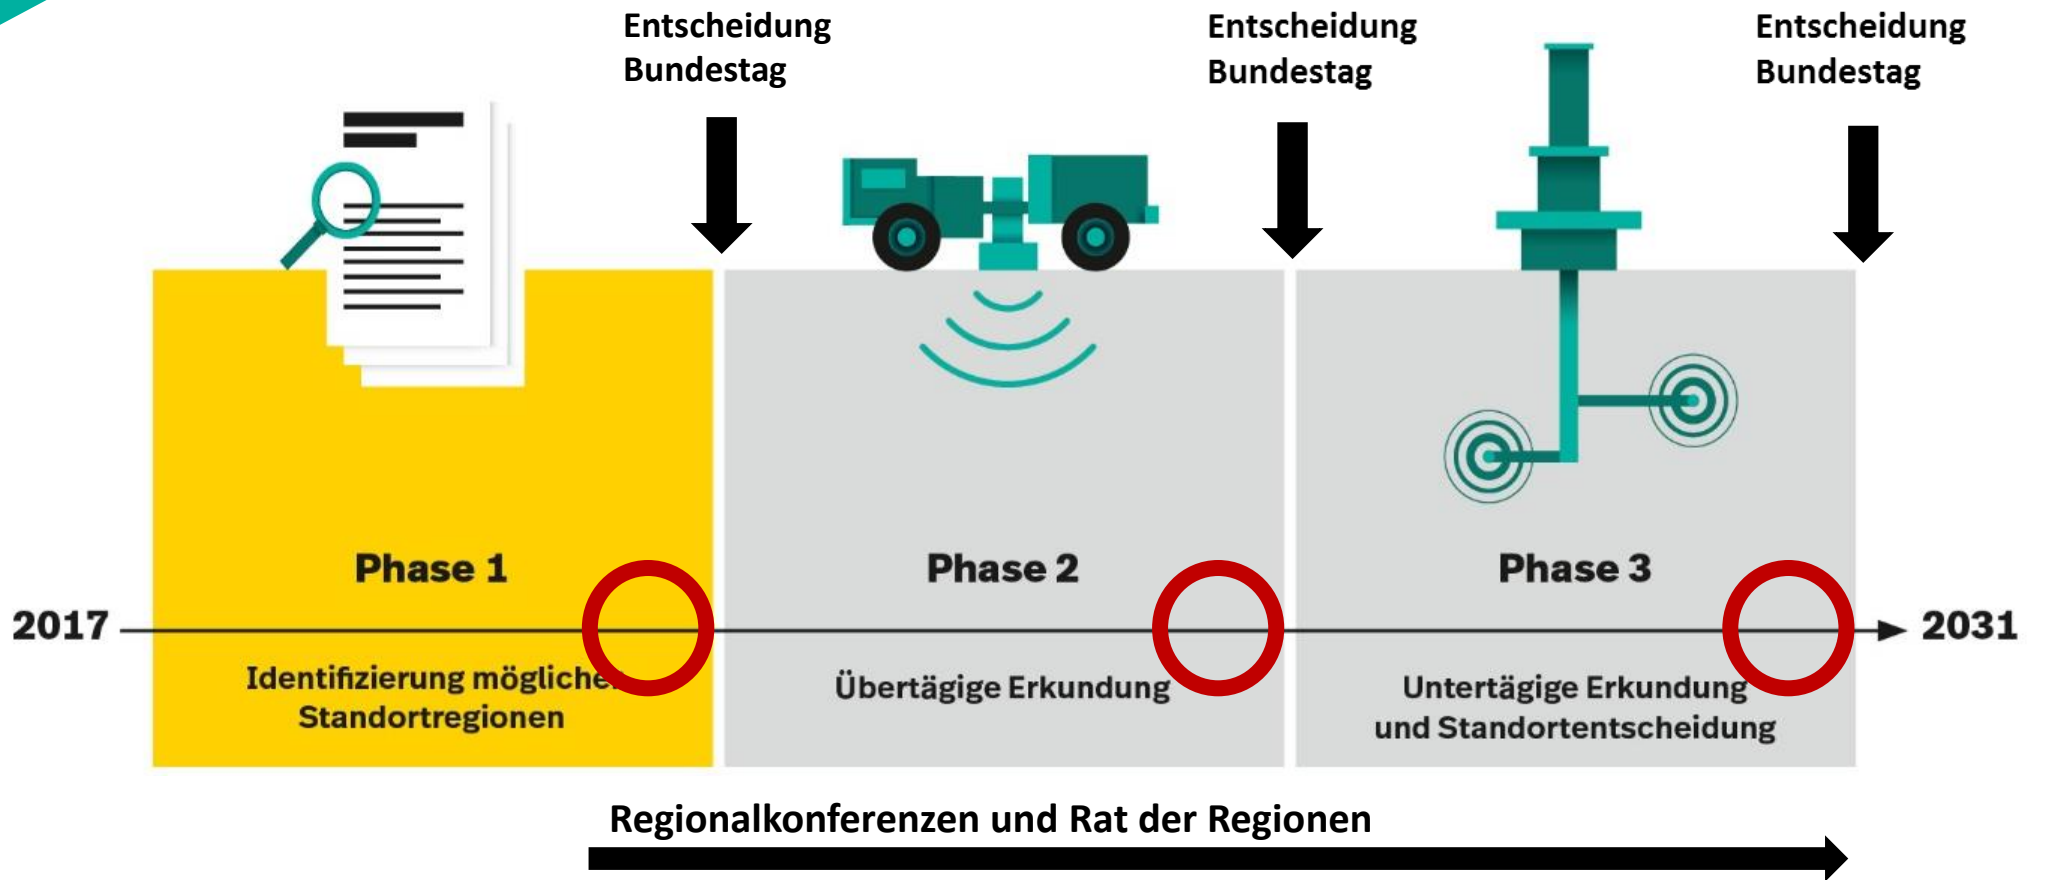 Entscheidung
Bundestag
Entscheidung
Bundestag
Entscheidung
Bundestag
Phase 1
Phase 2
Phase 3
2017
2031
Identifizierung mögliche
Standortregionen
Übertägige Erkundung
Untertägige Erkundung
und Standortentscheidung
Regionalkonferenzen und Rat der Regionen